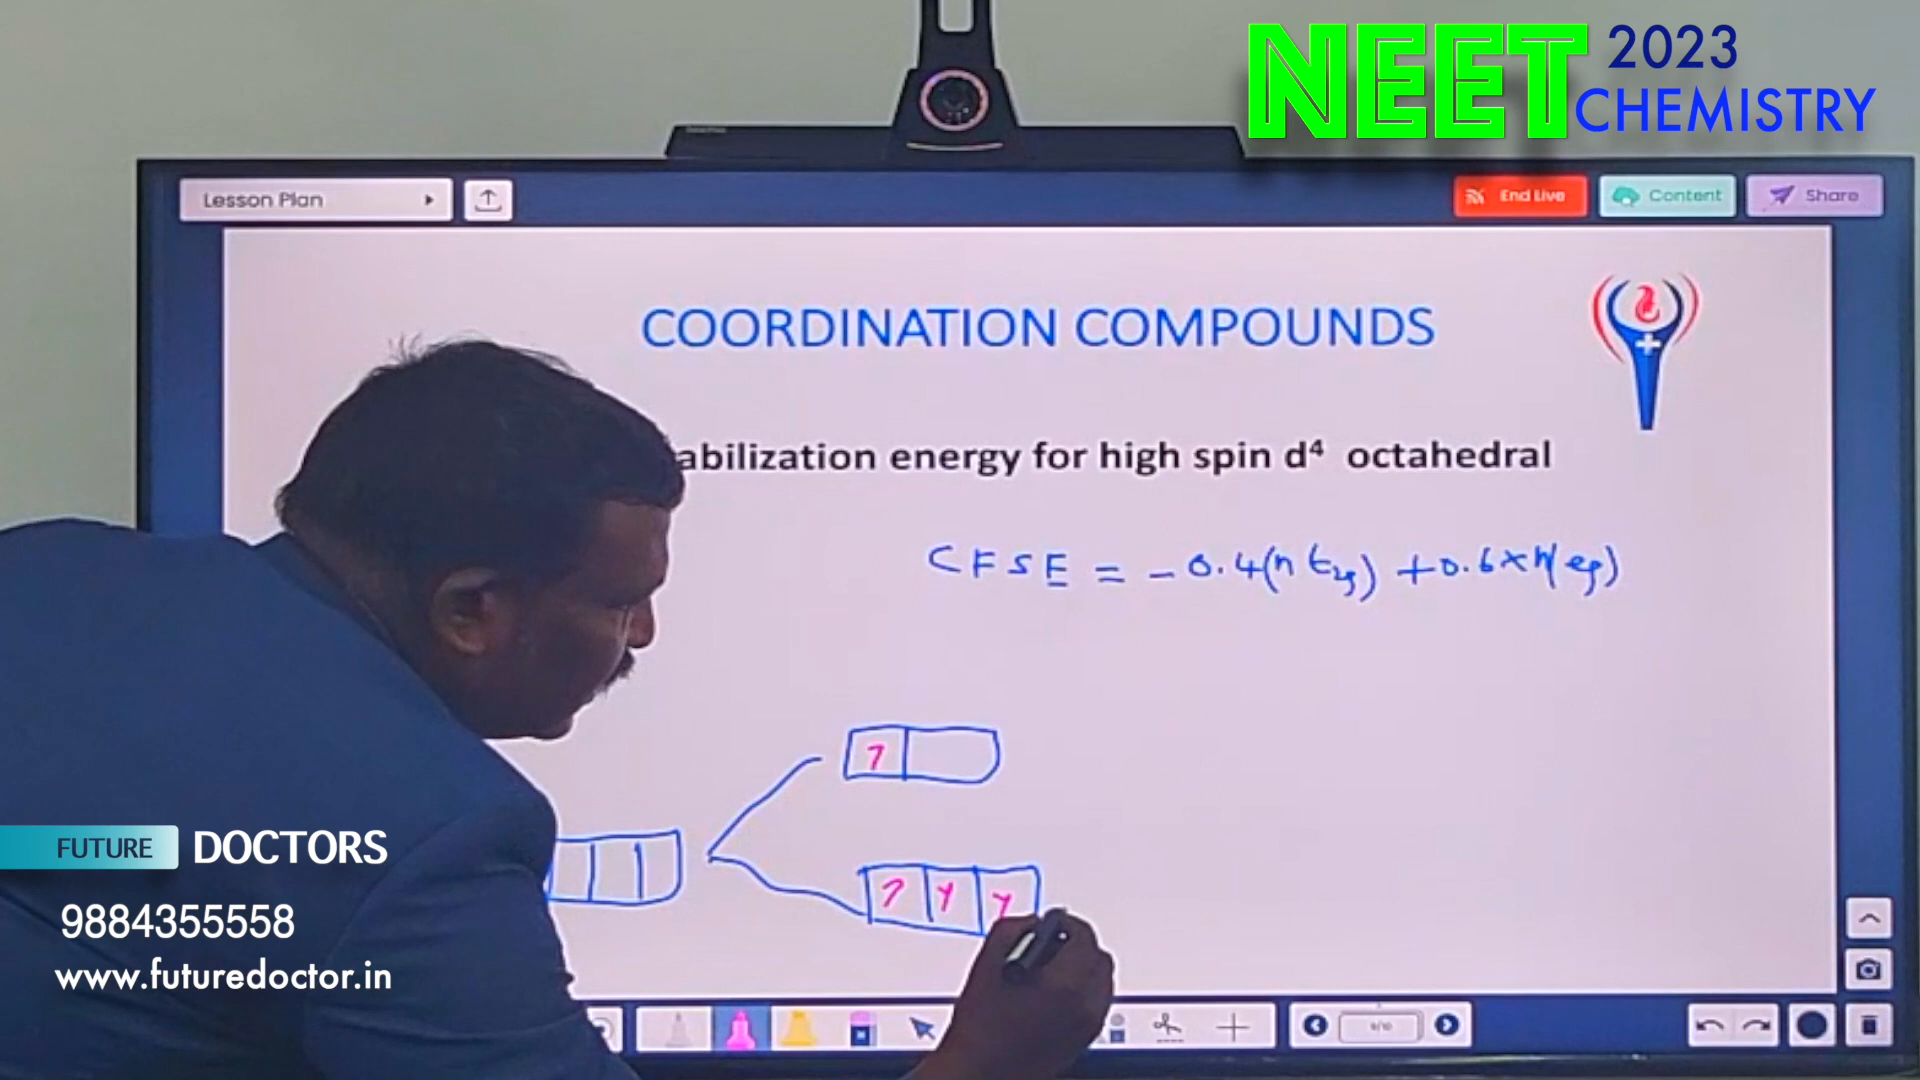 NEET 2023
CHEMISTRY
Lesson Plan
End Live
Content
Share
COORDINATION COMPOUNDS
abilization energy for high spin d⁴ octahedral
CFSE = -0.4(n t₂g) +0.6×n(eg)
FUTURE DOCTORS
9884355558
www.futuredoctor.in